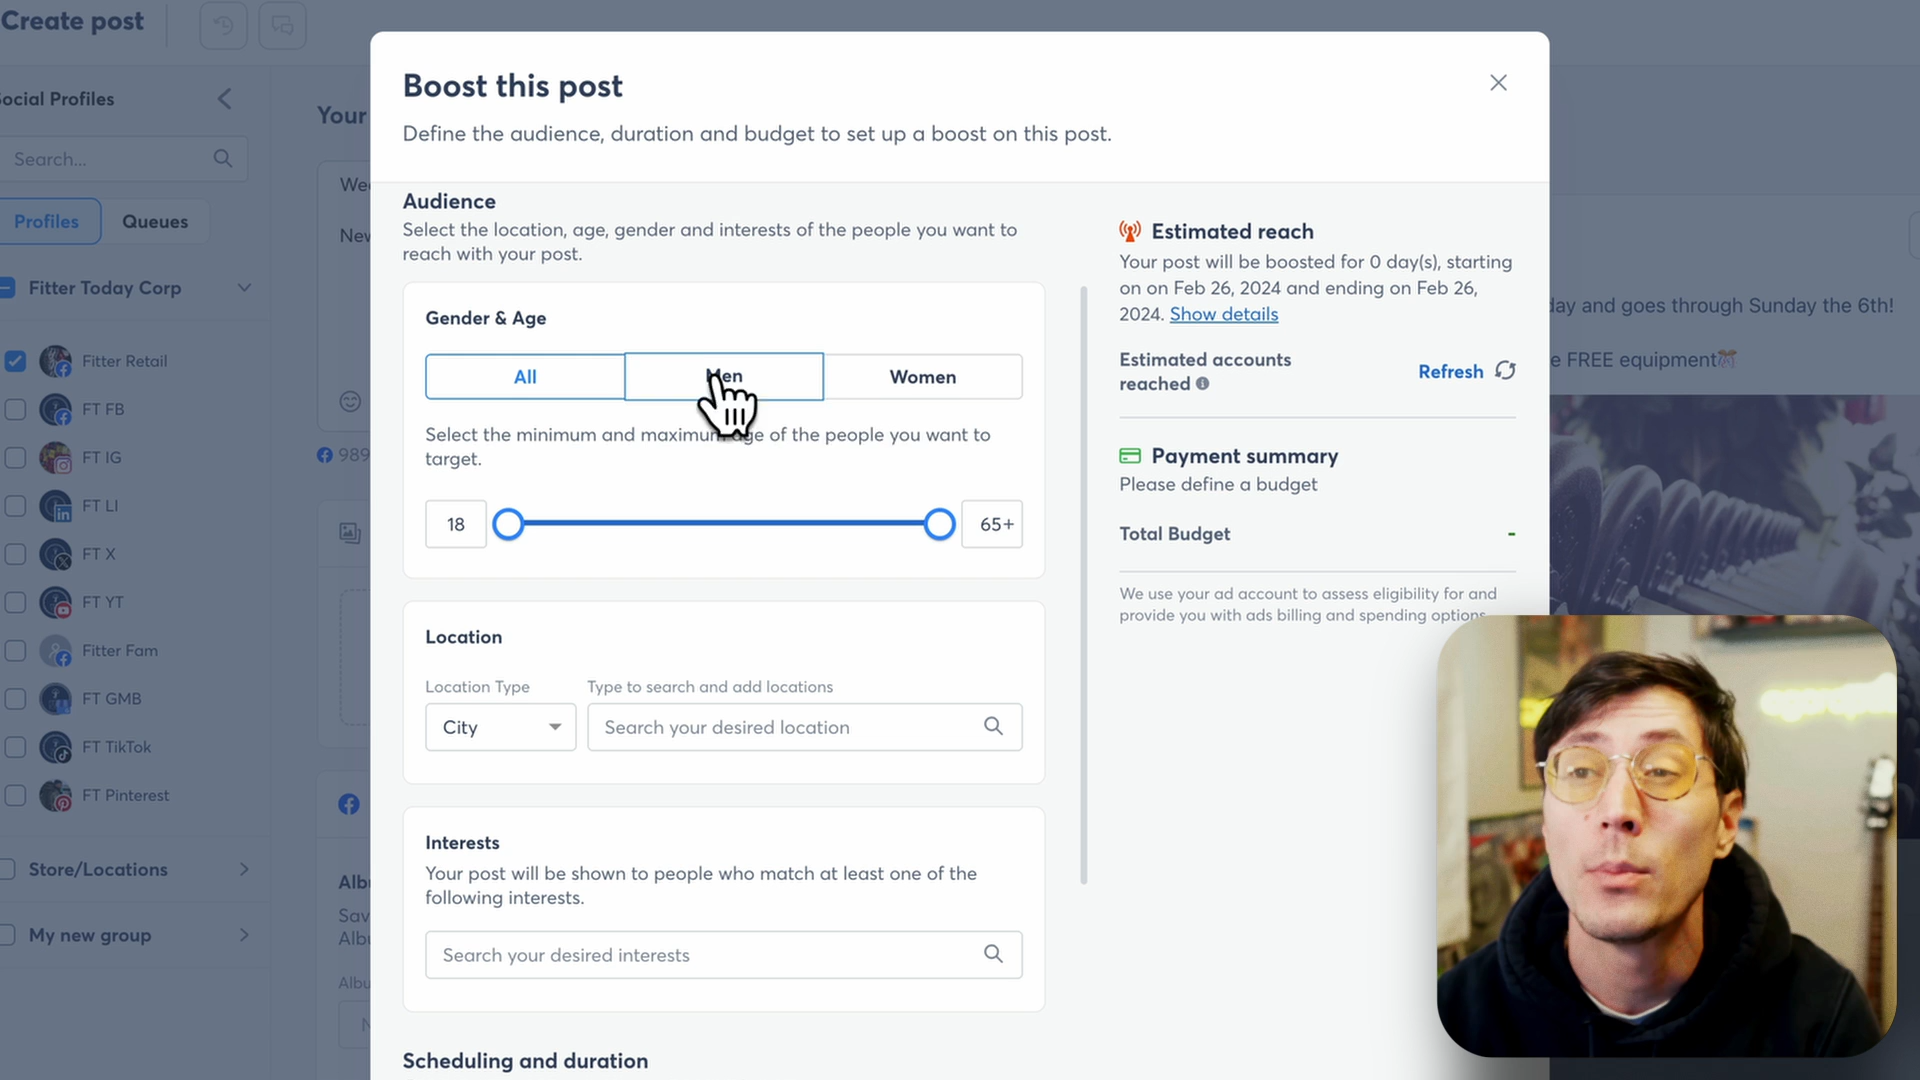 Create post
ocial Profiles
Search...
Profiles
Queues
Fitter Today Corp
Fitter Retail
FT FB
FT IG
FT LI
FT X
FT YT
Fitter Fam
FT GMB
FT TikTok
FT Pinterest
Store/Locations
My new group
Your
Wee
New
989
Albu
Sav
Albu
Albu
N
Boost this post
Define the audience, duration and budget to set up a boost on this post.
Audience
Select the location, age, gender and interests of the people you want to
reach with your post.
Gender & Age
All
Men
Women
Select the minimum and maximum age of the people you want to
target.
18
65+
Location
Location Type
Type to search and add locations
City
Search your desired location
Interests
Your post will be shown to people who match at least one of the
following interests.
Search your desired interests
Scheduling and duration
Estimated reach
Your post will be boosted for 0 day(s), starting
on on Feb 26, 2024 and ending on Feb 26,
2024. Show details
Estimated accounts
reached
Refresh
Payment summary
Please define a budget
Total Budget
-
We use your ad account to assess eligibility for and
provide you with ads billing and spending options.
day and goes through Sunday the 6th!
e FREE equipment